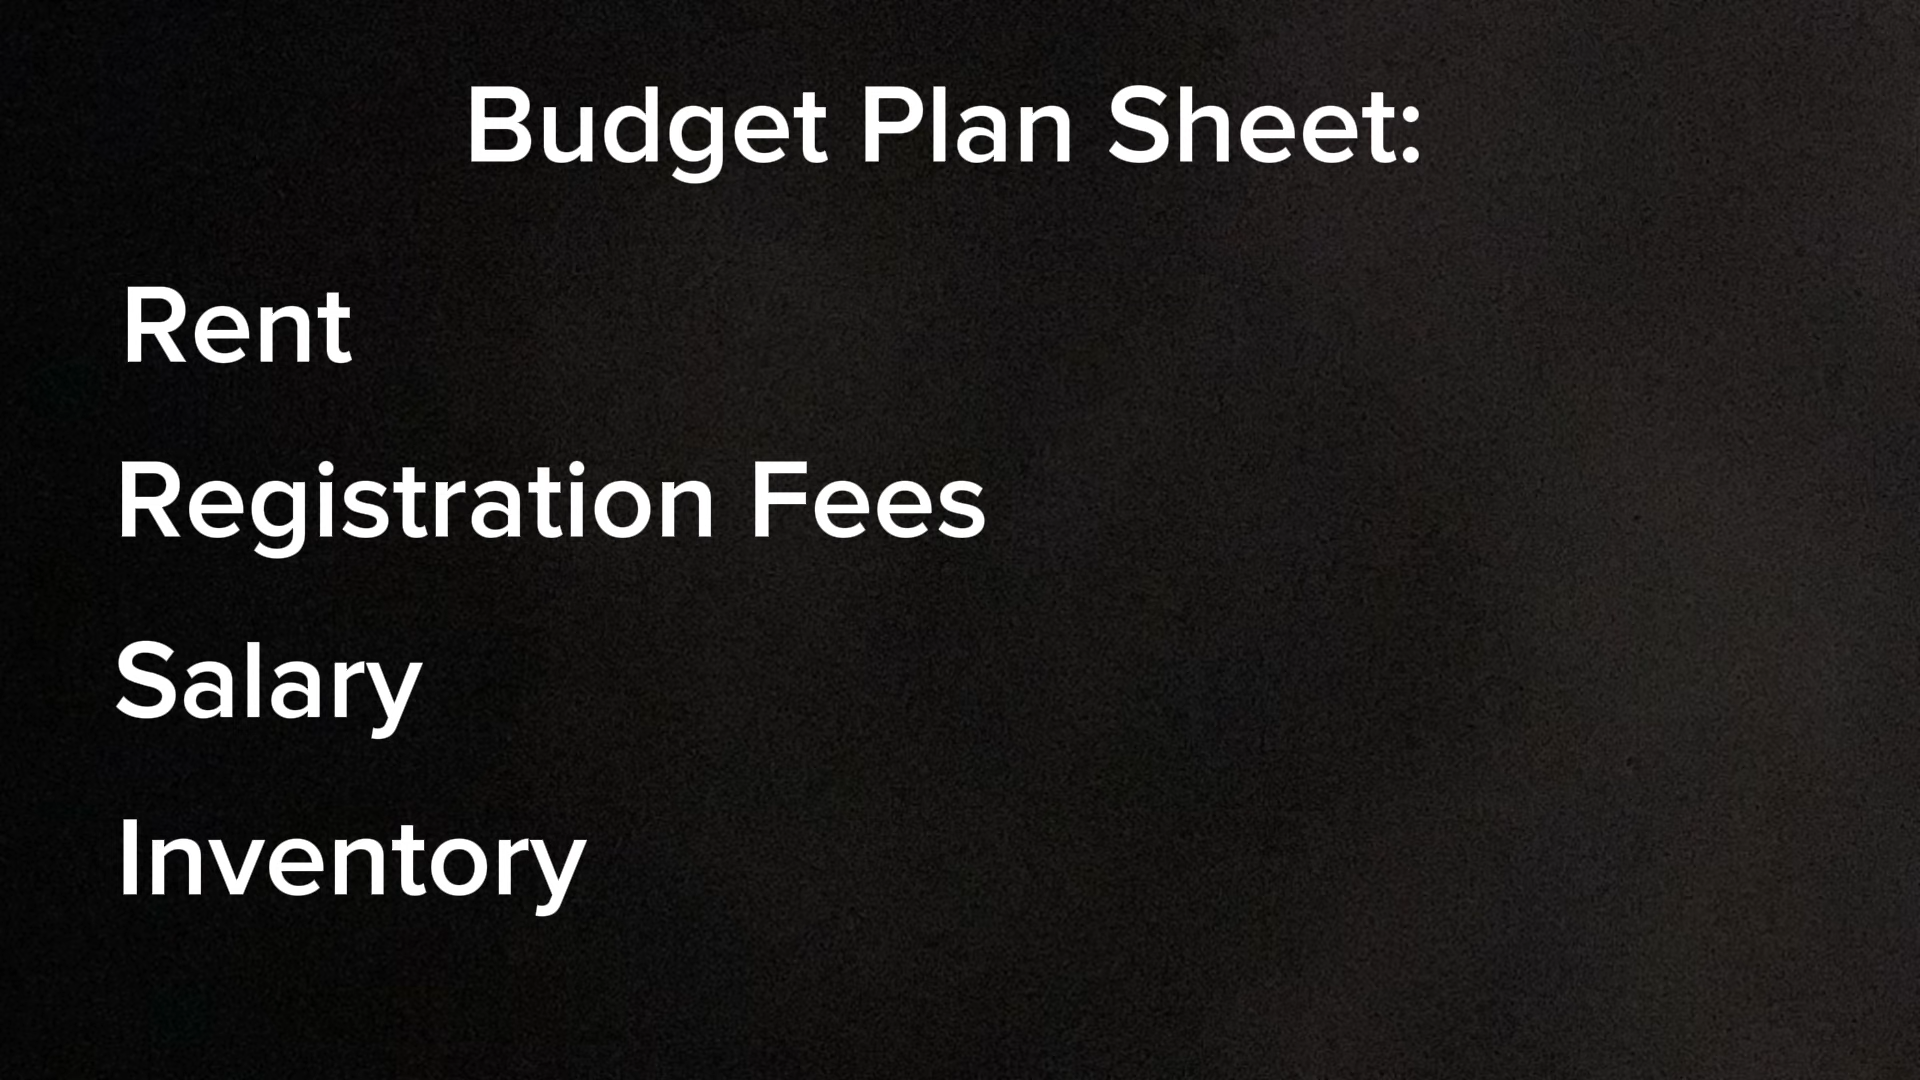 Budget Plan Sheet:
Rent
Registration Fees
Salary
Inventory